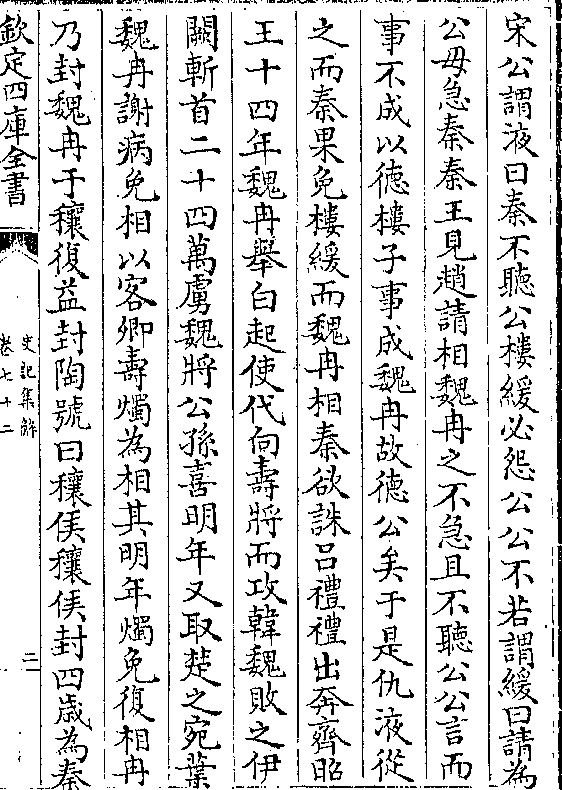 宋公謂液曰秦不聽公樓緩必怨公公不若謂緩曰請為
公毋急秦秦王見趙請相魏冉之不急且不聽公公言而
事不成以德樓子事成魏冉故德公矣于是仇液從
之而秦果免樓緩而魏冉相秦欲誅吕禮禮出奔齊昭
王十四年魏冉舉白起使代向壽將而攻韓魏敗之伊
闕斬首二十四萬虜魏將公孫喜明年又取楚之宛葉
魏冉謝病免相以客卿壽燭為相其明年燭免復相冉
乃封魏冉于穰復益封陶號曰穰侯穰侯封四歲為秦
欽定四庫全書
史記集解
卷七十二
二